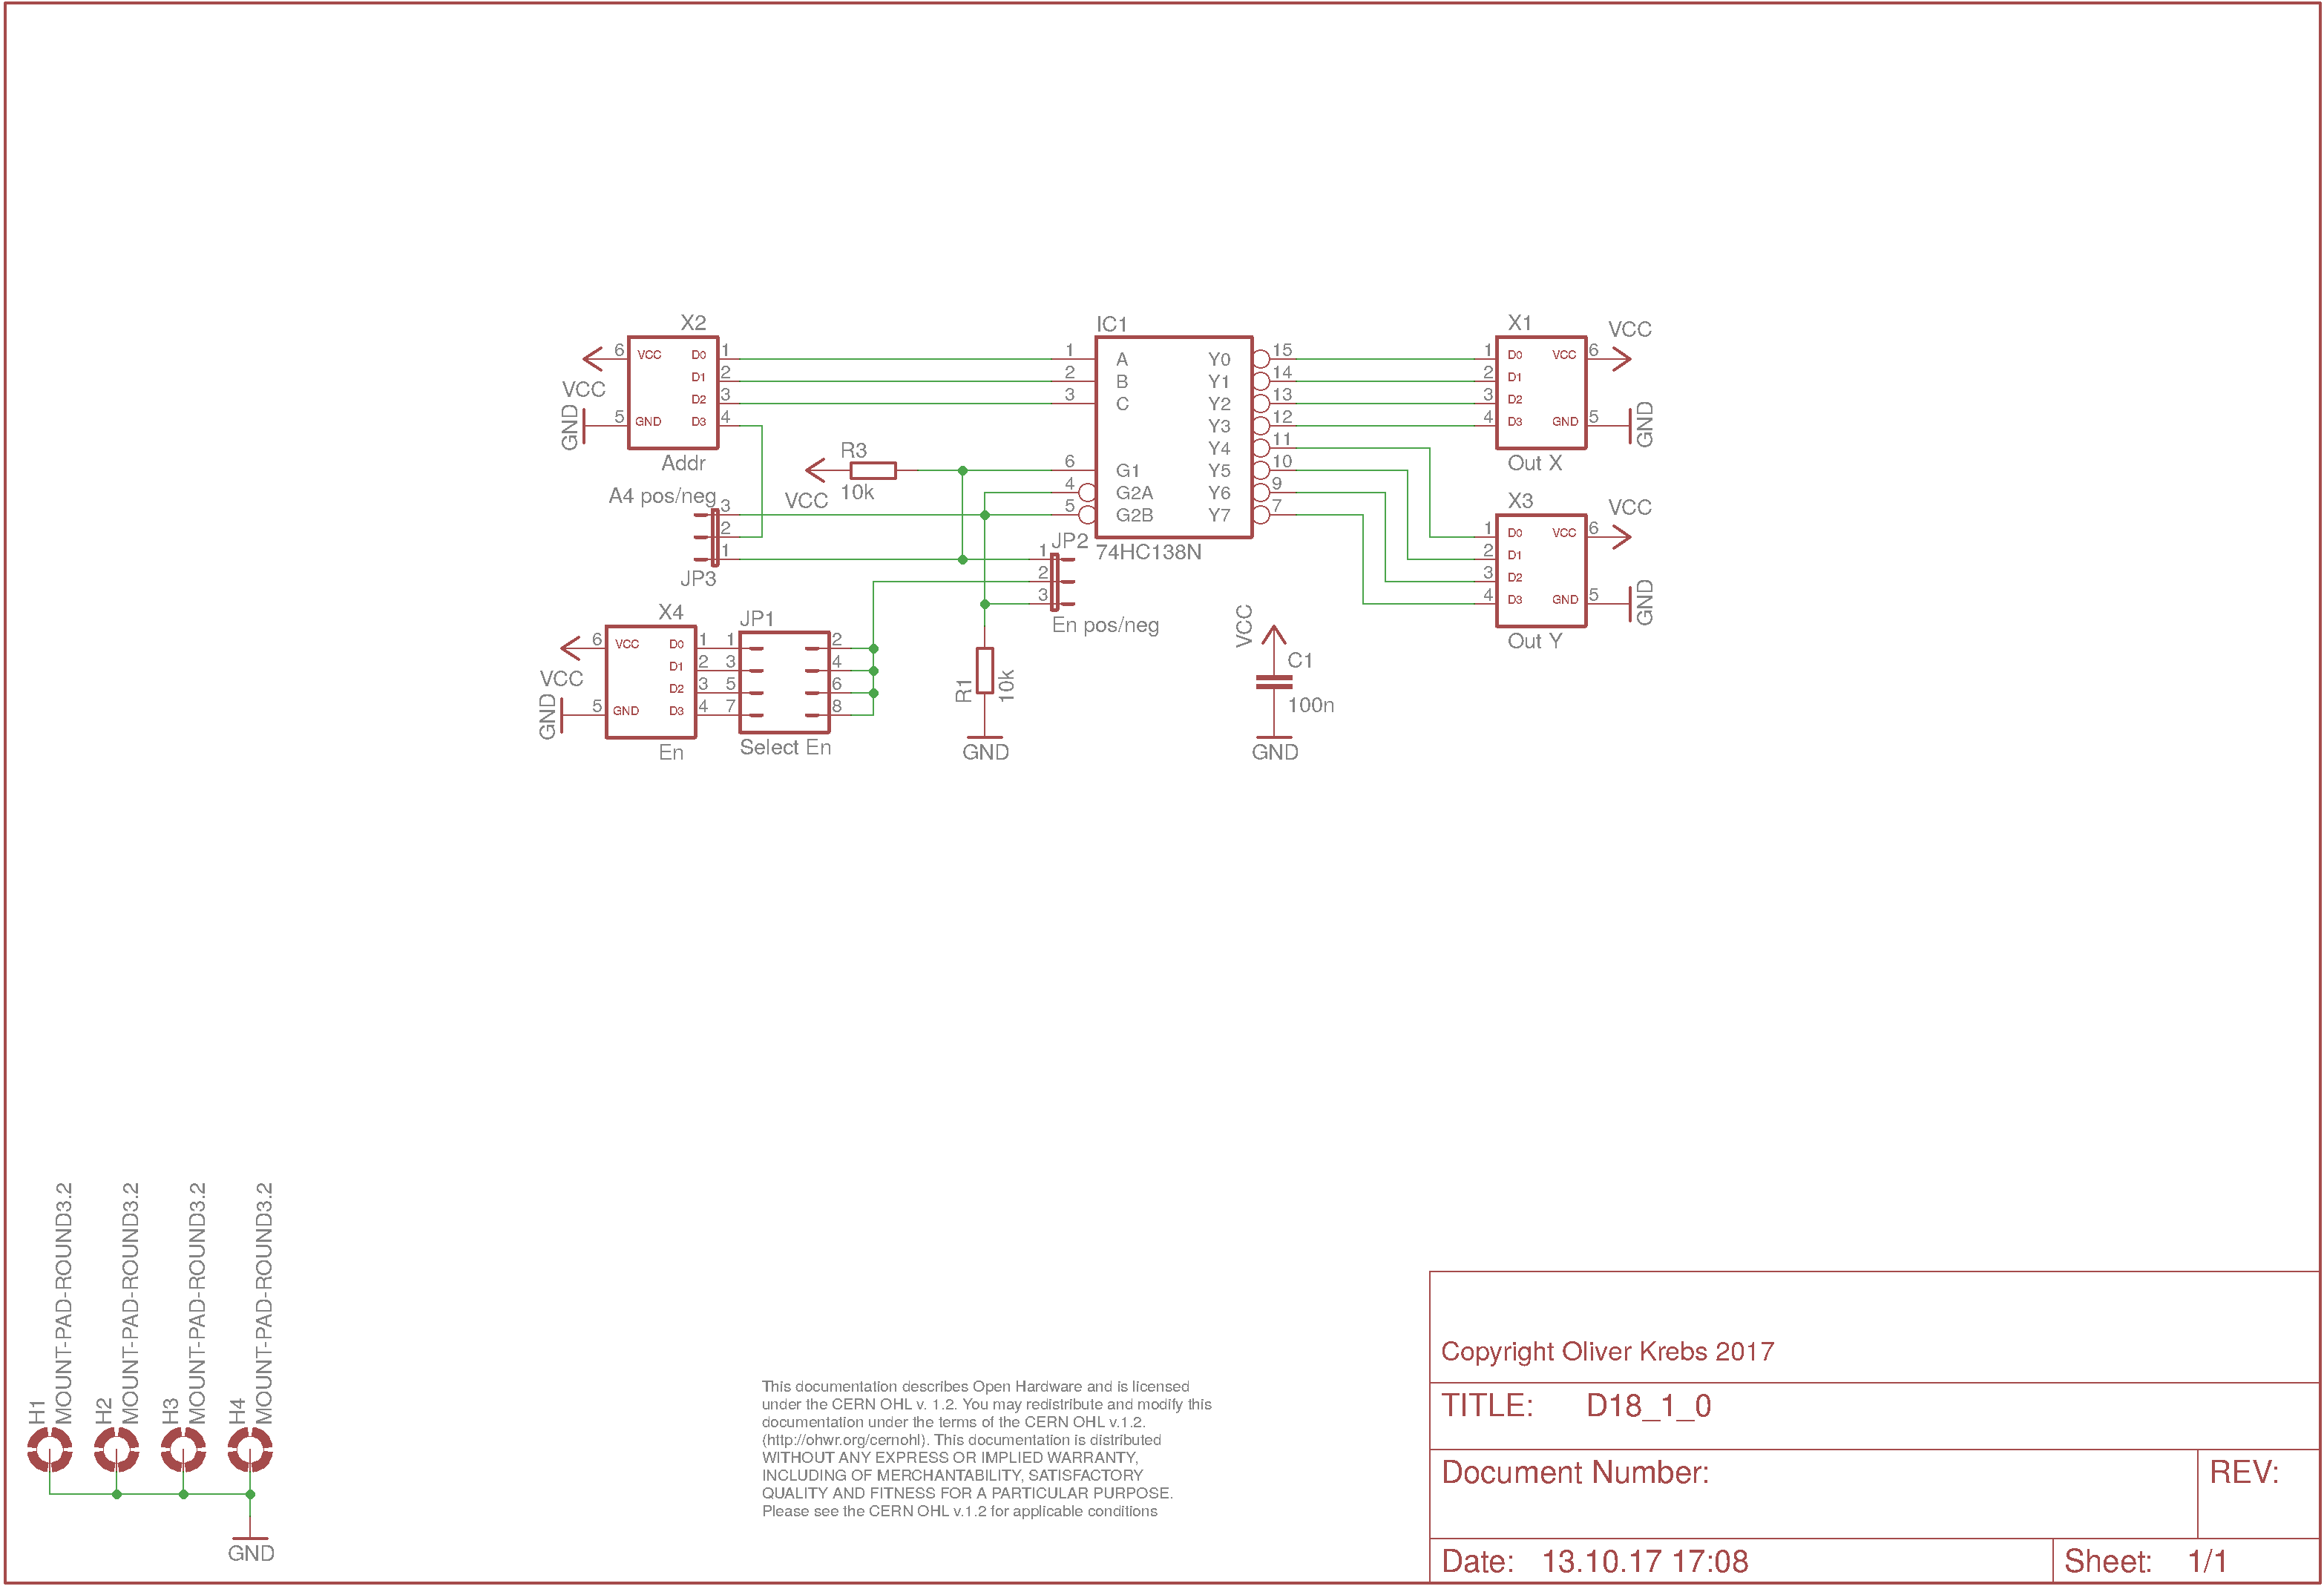 X2
IC1
X1
VCC
6
VCC
D0
1
1
A
Y0
15
1
D0
VCC
6
D1
2
2
B
Y1
14
2
D1
VCC
D2
3
3
C
Y2
13
3
D2
GND
5
GND
D3
4
Y3
12
4
D3
GND
5
GND
Y4
11
Addr
R3
6
G1
Y5
10
Out X
VCC
10k
4
G2A
Y6
9
A4 pos/neg
3
5
G2B
Y7
7
X3
VCC
2
1
D0
VCC
6
1
1
JP2
74HC138N
2
D1
JP3
2
3
D2
3
4
D3
GND
5
GND
En pos/neg
Out Y
X4
JP1
6
VCC
D0
1
1
2
D1
2
3
4
VCC
D2
3
5
6
GND
5
GND
D3
4
7
8
En
Select En
R1
10k
GND
VCC
C1
100n
GND
H1
MOUNT-PAD-ROUND3.2
H2
MOUNT-PAD-ROUND3.2
H3
MOUNT-PAD-ROUND3.2
H4
MOUNT-PAD-ROUND3.2
GND
This documentation describes Open Hardware and is licensed
under the CERN OHL v. 1.2. You may redistribute and modify this
documentation under the terms of the CERN OHL v.1.2.
(http://ohwr.org/cernohl). This documentation is distributed
WITHOUT ANY EXPRESS OR IMPLIED WARRANTY,
INCLUDING OF MERCHANTABILITY, SATISFACTORY
QUALITY AND FITNESS FOR A PARTICULAR PURPOSE.
Please see the CERN OHL v.1.2 for applicable conditions
Copyright Oliver Krebs 2017
TITLE: D18_1_0
Document Number:
REV:
Date: 13.10.17 17:08
Sheet: 1/1